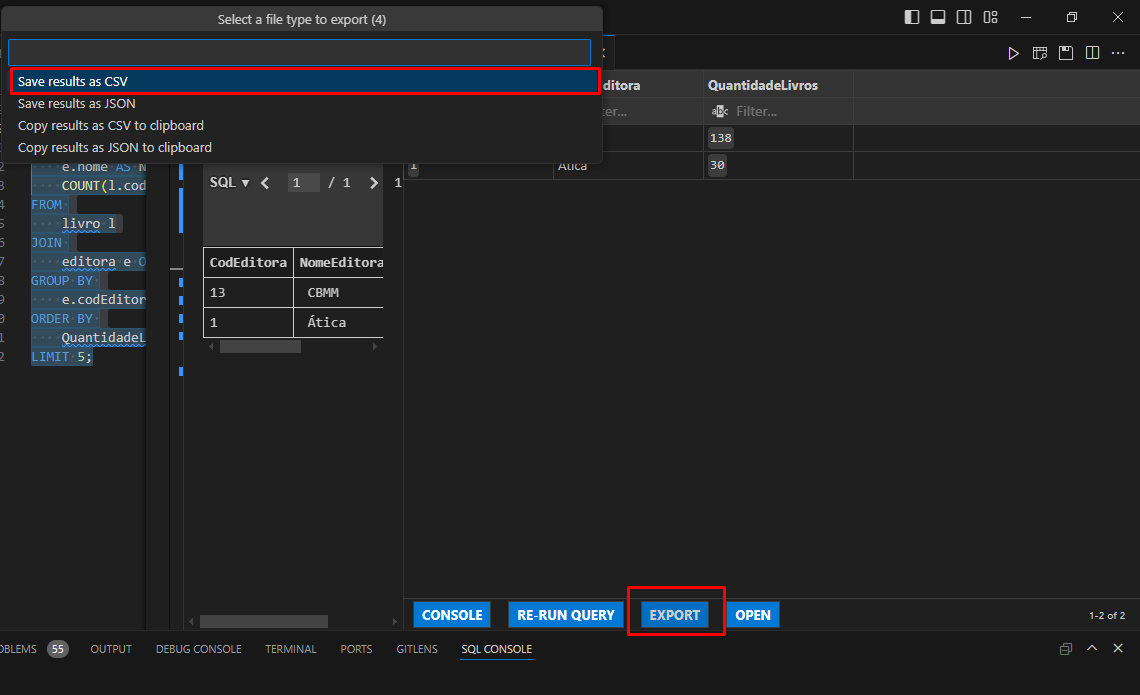 Select a file type to export (4)
Save results as CSV
Save results as JSON
Copy results as CSV to clipboard
Copy results as JSON to clipboard
QuantidadeLivros
Filter...
138
1 Ática 30
e.nome AS N
COUNT(l.cod
FROM
livro l
JOIN
editora e O
GROUP BY
e.codEditor
ORDER BY
QuantidadeL
LIMIT 5;
SQL 1 / 1 1
CodEditora NomeEditora
13 CBMM
1 Ática
CONSOLE RE-RUN QUERY EXPORT OPEN 1-2 of 2
OBLEMS 55 OUTPUT DEBUG CONSOLE TERMINAL PORTS GITLENS SQL CONSOLE